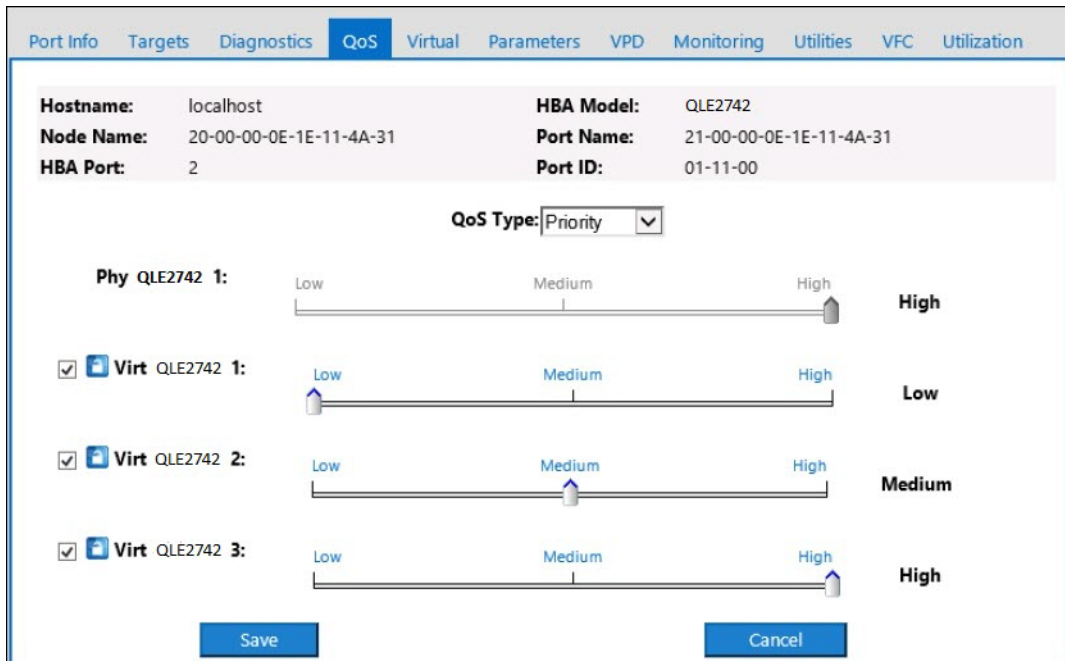 Port Info Targets Diagnostics QoS Virtual Parameters VPD Monitoring Utilities VFC Utilization
Hostname: localhost HBA Model: QLE2742
Node Name: 20-00-00-0E-1E-11-4A-31 Port Name: 21-00-00-0E-1E-11-4A-31
HBA Port: 2 Port ID: 01-11-00
QoS Type: Priority
Phy QLE2742 1: Low Medium High High
Virt QLE2742 1: Low Medium High Low
Virt QLE2742 2: Low Medium High Medium
Virt QLE2742 3: Low Medium High High
Save Cancel